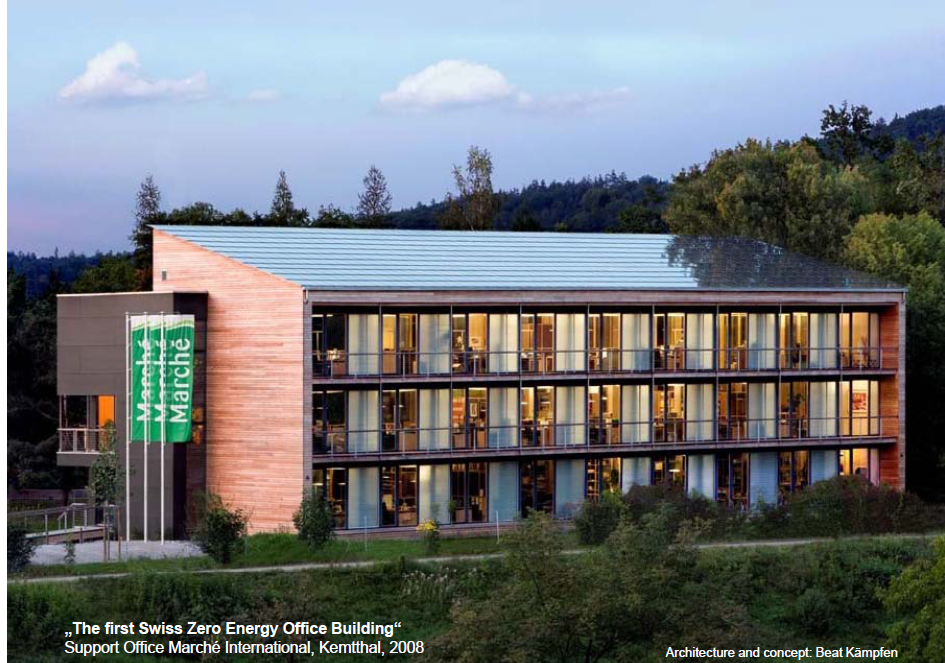 Marché
Marché
Marché
„The first Swiss Zero Energy Office Building“
Support Office Marché International, Kemtthal, 2008
Architecture and concept: Beat Kämpfen